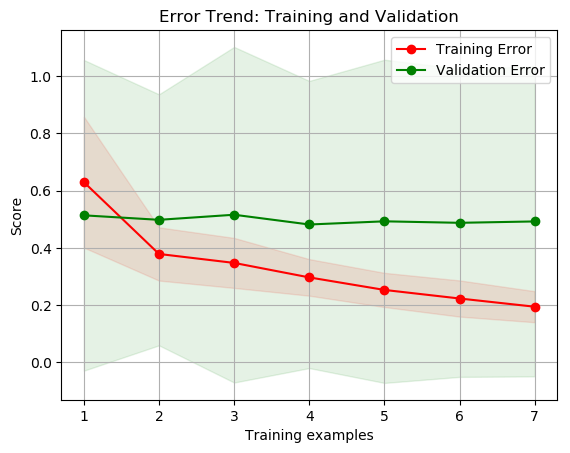 Error Trend: Training and Validation
Training Error
Validation Error
1.0
0.8
0.6
0.4
0.2
0.0
Score
1 2 3 4 5 6 7
Training examples